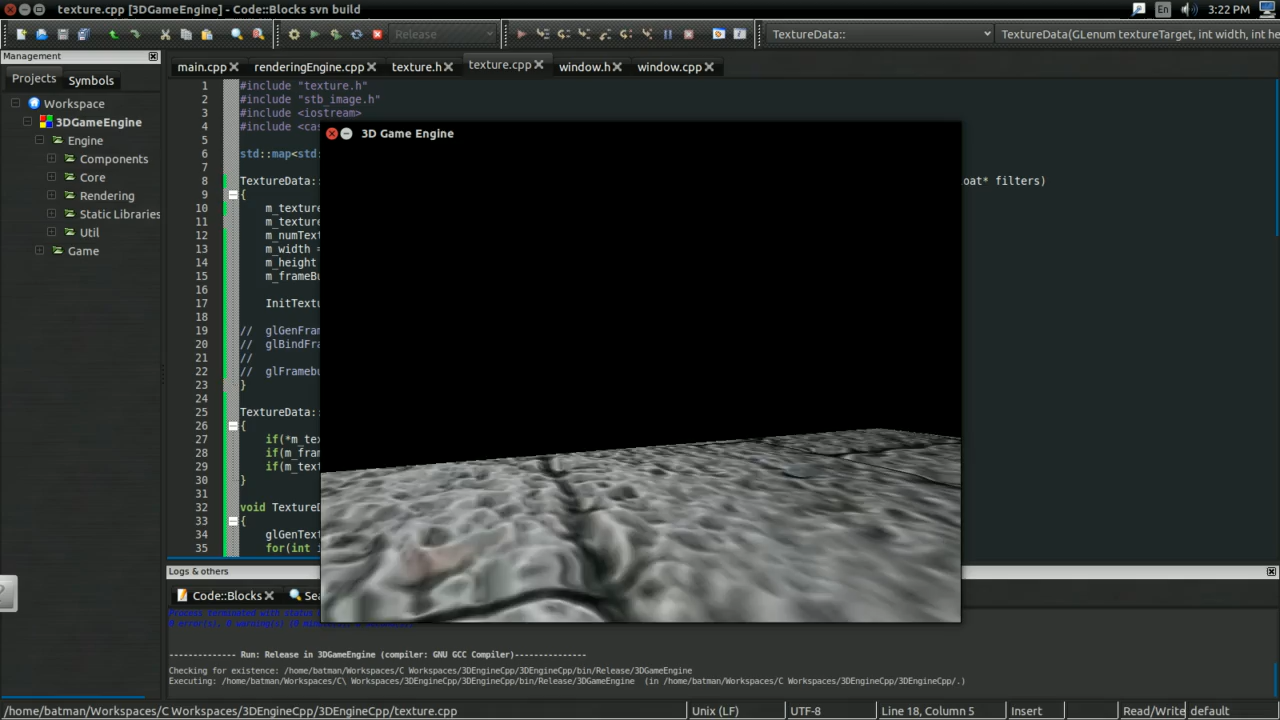 texture.cpp [3DGameEngine] - Code::Blocks svn build
En
3:22 PM
Release
TextureData::
TextureData(GLenum textureTarget, int width, int he
Management
Projects
Symbols
Workspace
3DGameEngine
Engine
Components
Core
Rendering
Static Libraries
Util
Game
main.cpp
renderingEngine.cpp
texture.h
texture.cpp
window.h
window.cpp
1 #include "texture.h"
2 #include "stb_image.h"
3 #include <iostream>
4 #include <cas
5
6 std::map<std:
7
8 TextureData:: oat* filters)
9 {
10 m_texture
11 m_texture
12 m_numText
13 m_width =
14 m_height
15 m_frameBu
16
17 InitTextu
18
19 // glGenFram
20 // glBindFra
21 //
22 // glFramebu
23 }
24
25 TextureData::
26 {
27 if(*m_tex
28 if(m_fram
29 if(m_text
30 }
31
32 void TextureD
33 {
34 glGenText
35 for(int i
3D Game Engine
Logs & others
Code::Blocks
Sea
-------------- Run: Release in 3DGameEngine (compiler: GNU GCC Compiler)---------------
Checking for existence: /home/batman/Workspaces/C Workspaces/3DEngineCpp/3DEngineCpp/bin/Release/3DGameEngine
Executing: /home/batman/Workspaces/C\ Workspaces/3DEngineCpp/3DEngineCpp/bin/Release/3DGameEngine (in /home/batman/Workspaces/C Workspaces/3DEngineCpp/3DEngineCpp/.)
/home/batman/Workspaces/C Workspaces/3DEngineCpp/3DEngineCpp/texture.cpp
Unix (LF)
UTF-8
Line 18, Column 5
Insert
Read/Write
default